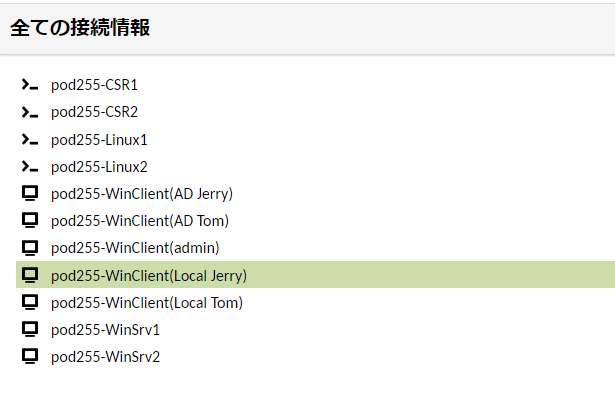 全ての接続情報
pod255-CSR1
pod255-CSR2
pod255-Linux1
pod255-Linux2
pod255-WinClient(AD Jerry)
pod255-WinClient(AD Tom)
pod255-WinClient(admin)
pod255-WinClient(Local Jerry)
pod255-WinClient(Local Tom)
pod255-WinSrv1
pod255-WinSrv2